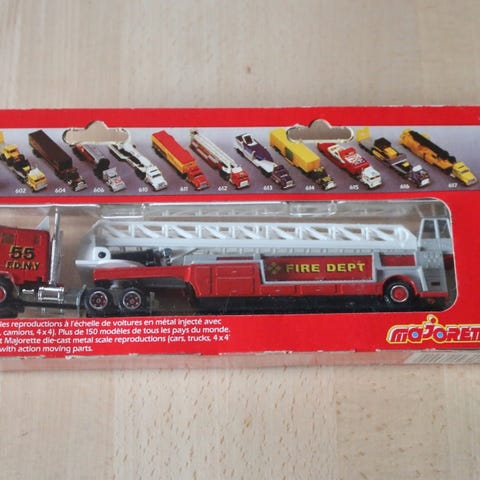 602 604 606 610 611 612 613 614 615 616 617
55
F.D.N.Y
FIRE DEPT
les reproductions à l'échelle de voitures en métal injecté avec
, camions, 4 x 4). Plus de 150 modèles de tous les pays du monde.
t Majorette die-cast metal scale reproductions (cars, trucks, 4 x 4
with action moving parts.
MAJORETT